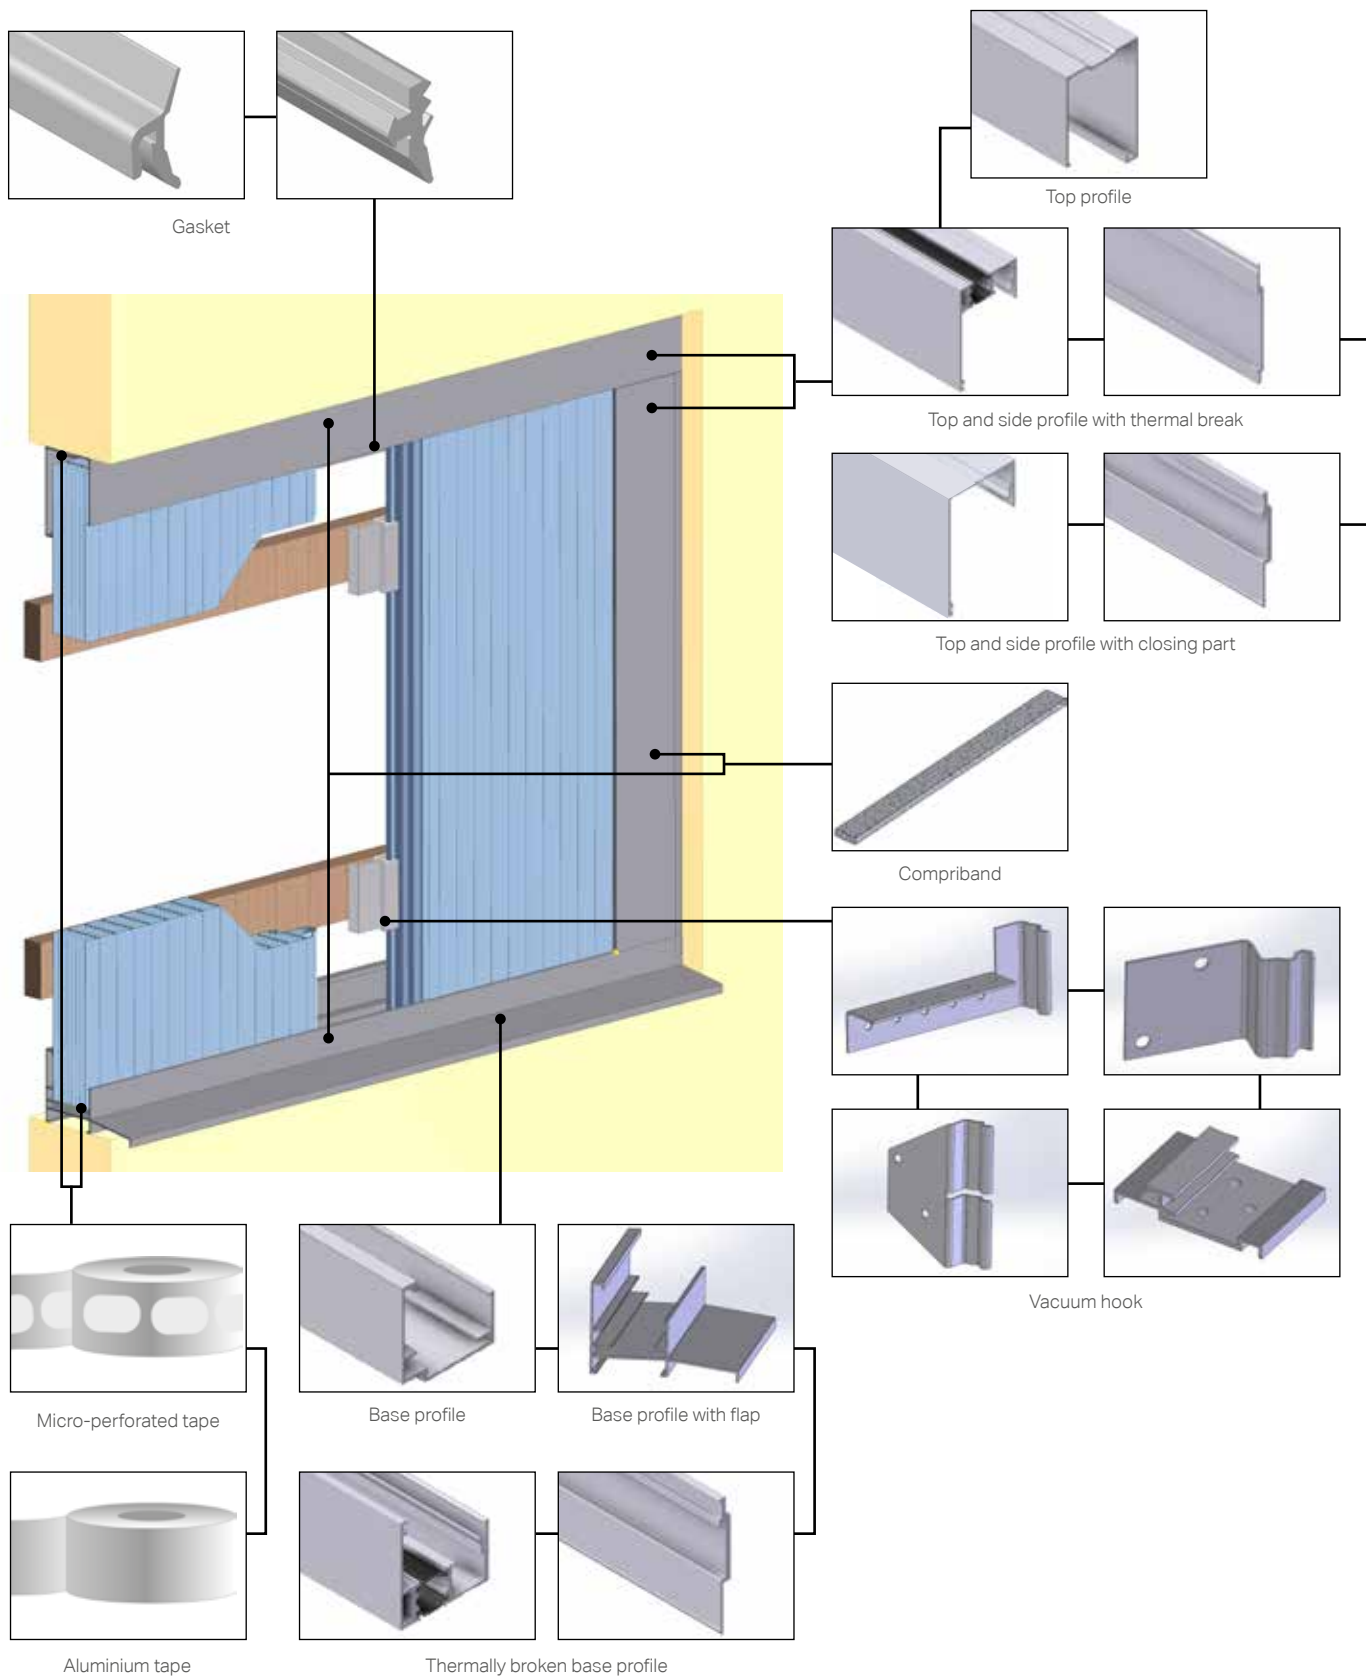 Top profile
Gasket
Top and side profile with thermal break
Top and side profile with closing part
Compriband
Vacuum hook
Micro-perforated tape
Base profile
Base profile with flap
Aluminium tape
Thermally broken base profile